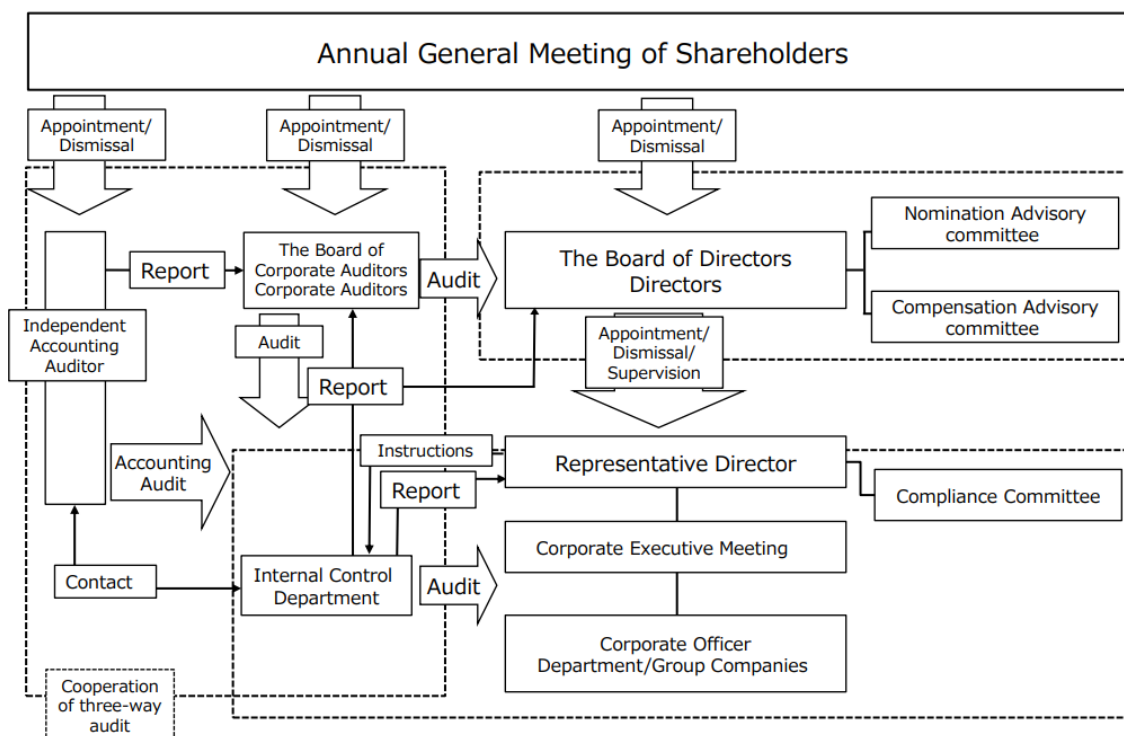 Annual General Meeting of Shareholders
Appointment/
Dismissal
Appointment/
Dismissal
Appointment/
Dismissal
Nomination Advisory
committee
Report
The Board of
Corporate Auditors
Corporate Auditors
Audit
The Board of Directors
Directors
Compensation Advisory
committee
Independent
Accounting
Auditor
Audit
Appointment/
Dismissal/
Supervision
Report
Accounting
Audit
Instructions
Report
Representative Director
Compliance Committee
Contact
Internal Control
Department
Audit
Corporate Executive Meeting
Corporate Officer
Department/Group Companies
Cooperation
of three-way
audit